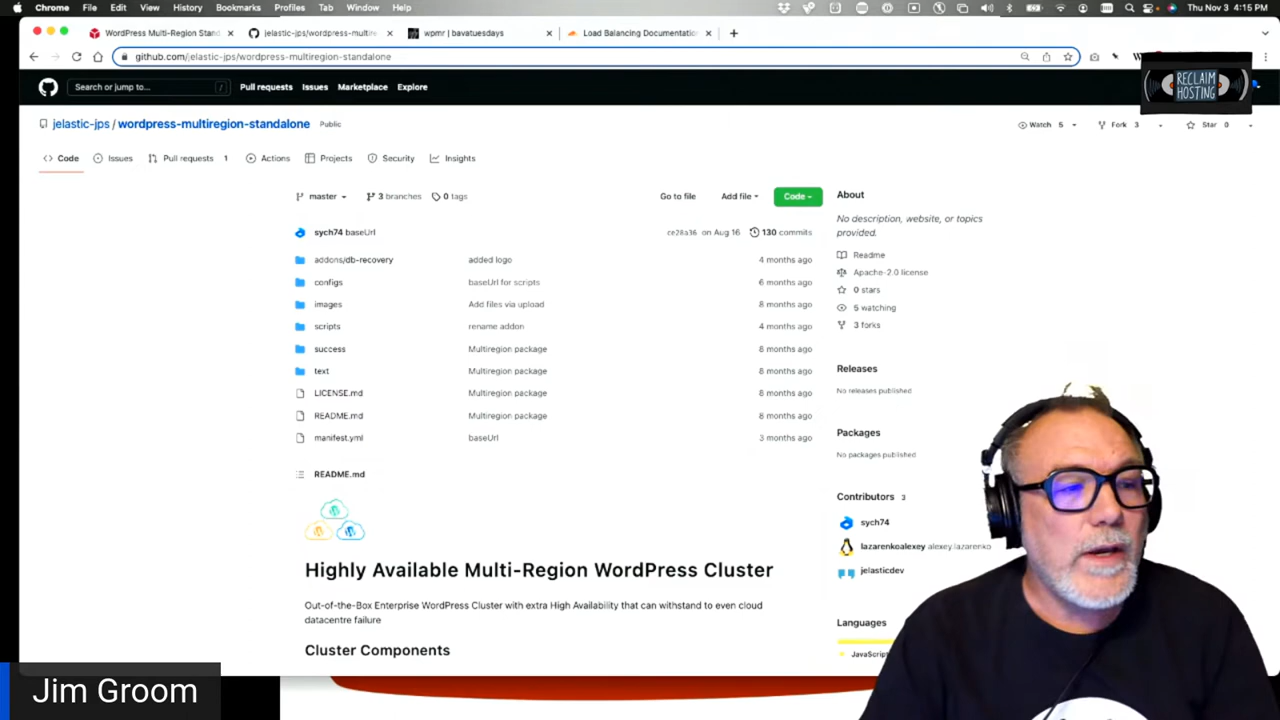 Chrome File Edit View History Bookmarks Profiles Tab Window Help
Thu Nov 3 4:15 PM
WordPress Multi-Region Stand
jelastic-jps/wordpress-multire
wpmr | bavatuesdays
Load Balancing Documentatio
github.com/jelastic-jps/wordpress-multiregion-standalone
Search or jump to... /
Pull requests Issues Marketplace Explore
RECLAIM
HOSTING
jelastic-jps / wordpress-multiregion-standalone Public
Watch 5 Fork 3 Star 0
Code Issues Pull requests 1 Actions Projects Security Insights
master 3 branches 0 tags Go to file Add file Code
sych74 baseUrl ce28a36 on Aug 16 130 commits
addons/db-recovery added logo 4 months ago
configs baseUrl for scripts 6 months ago
images Add files via upload 8 months ago
scripts rename addon 4 months ago
success Multiregion package 8 months ago
text Multiregion package 8 months ago
LICENSE.md Multiregion package 8 months ago
README.md Multiregion package 8 months ago
manifest.yml baseUrl 3 months ago
README.md
Highly Available Multi-Region WordPress Cluster
Out-of-the-Box Enterprise WordPress Cluster with extra High Availability that can withstand to even cloud
datacentre failure
Cluster Components
About
No description, website, or topics
provided.
Readme
Apache-2.0 license
0 stars
5 watching
3 forks
Releases
No releases published
Packages
No packages published
Contributors 3
sych74
lazarenkoalexey alexey.lazarenko
jelasticdev
Languages
JavaScript
Jim Groom